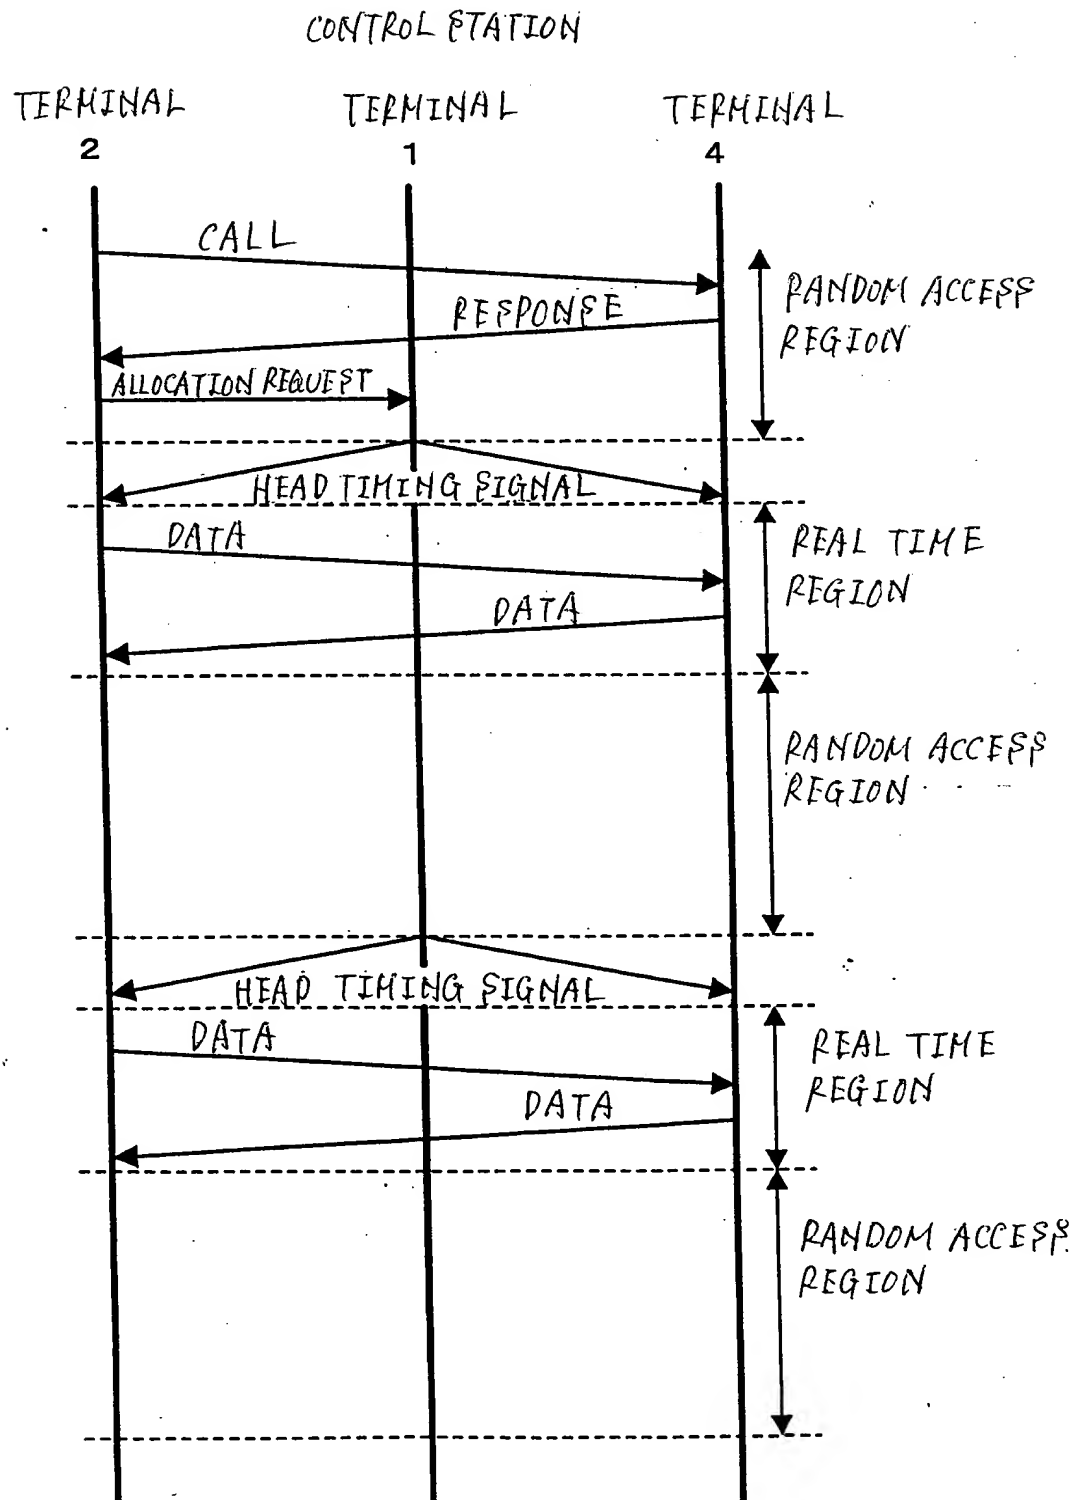 CONTROL STATION
TERMINAL TERMINAL TERMINAL
2 1 4
CALL
RESPONSE
RANDOM ACCESS
REGION
ALLOCATION REQUEST
HEAD TIMING SIGNAL
DATA
REAL TIME
REGION
DATA
RANDOM ACCESS
REGION
HEAD TIMING SIGNAL
DATA
REAL TIME
REGION
DATA
RANDOM ACCESS
REGION